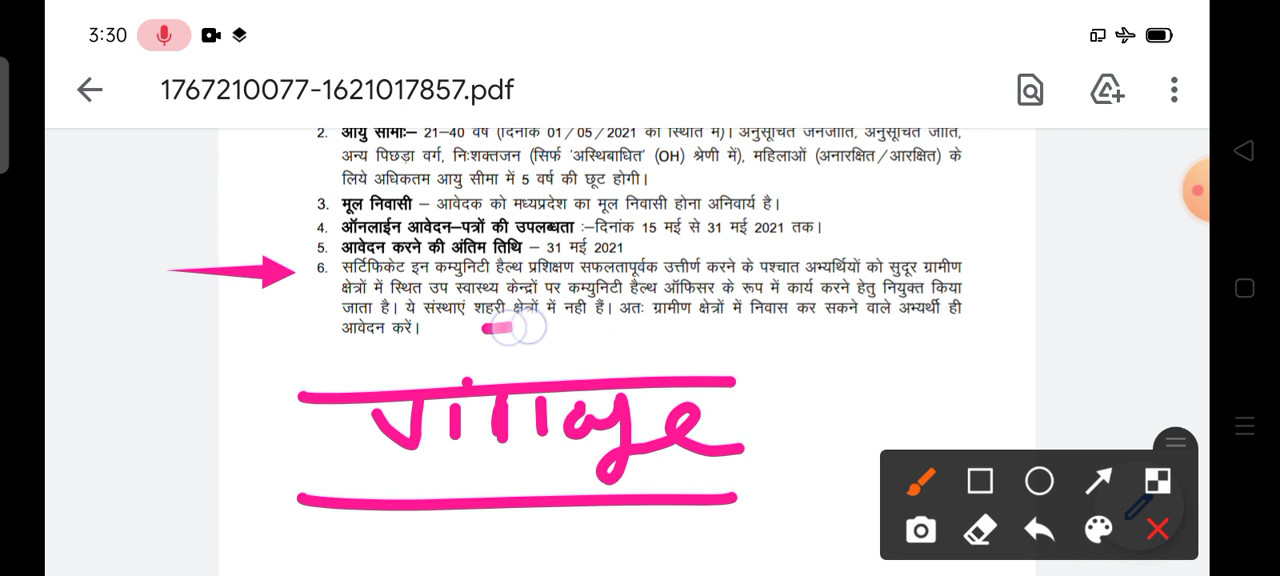 3:30
1767210077-1621017857.pdf
2. आयु सीमाः– 21–40 वर्ष (दिनांक 01/05/2021 की स्थिति में)। अनुसूचित जनजाति, अनुसूचित जाति,
अन्य पिछड़ा वर्ग, निःशक्तजन (सिर्फ 'अस्थिबाधित' (OH) श्रेणी में), महिलाओं (अनारक्षित/आरक्षित) के
लिये अधिकतम आयु सीमा में 5 वर्ष की छूट होगी।
3. मूल निवासी – आवेदक को मध्यप्रदेश का मूल निवासी होना अनिवार्य है।
4. ऑनलाईन आवेदन–पत्रों की उपलब्धता :–दिनांक 15 मई से 31 मई 2021 तक।
5. आवेदन करने की अंतिम तिथि – 31 मई 2021
6. सर्टिफिकेट इन कम्युनिटी हैल्थ प्रशिक्षण सफलतापूर्वक उत्तीर्ण करने के पश्चात अभ्यर्थियों को सुदूर ग्रामीण
क्षेत्रों में स्थित उप स्वास्थ्य केन्द्रों पर कम्युनिटी हैल्थ ऑफिसर के रूप में कार्य करने हेतु नियुक्त किया
जाता है। ये संस्थाएं शहरी क्षेत्रों में नही हैं। अतः ग्रामीण क्षेत्रों में निवास कर सकने वाले अभ्यर्थी ही
आवेदन करें।
village